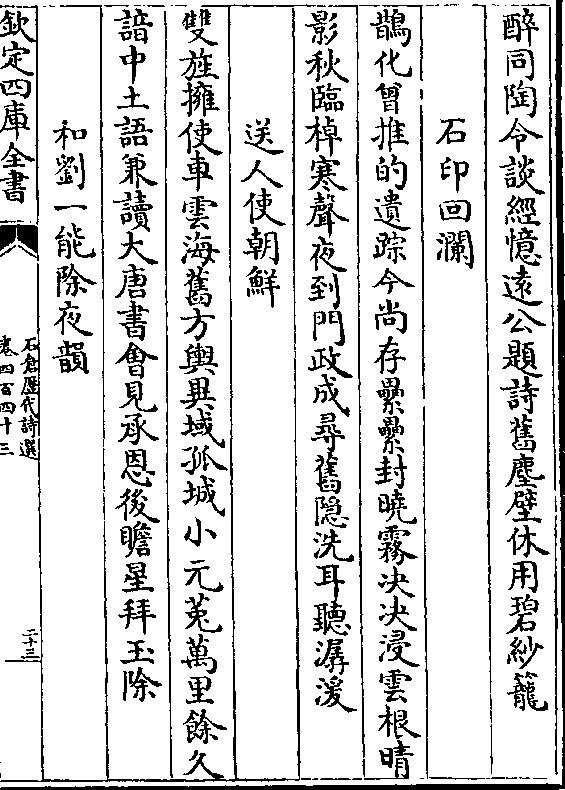 醉同陶令談經憶遠公題詩舊塵壁休用碧紗籠
石印回瀾
鵲化曾推的遺踪今尚存纍纍封曉霧决决浸雲根晴
影秋臨棹寒聲夜到門政成尋舊隐洗耳聽潺湲
送人使朝鮮
雙旌擁使車雲海舊方輿異域孤城小元菟萬里餘久
諳中土語兼讀大唐書會見承恩後瞻星拜玉除
和劉一能除夜韻
欽定四庫全書
石倉歴代詩選
卷四百四十三
二十三